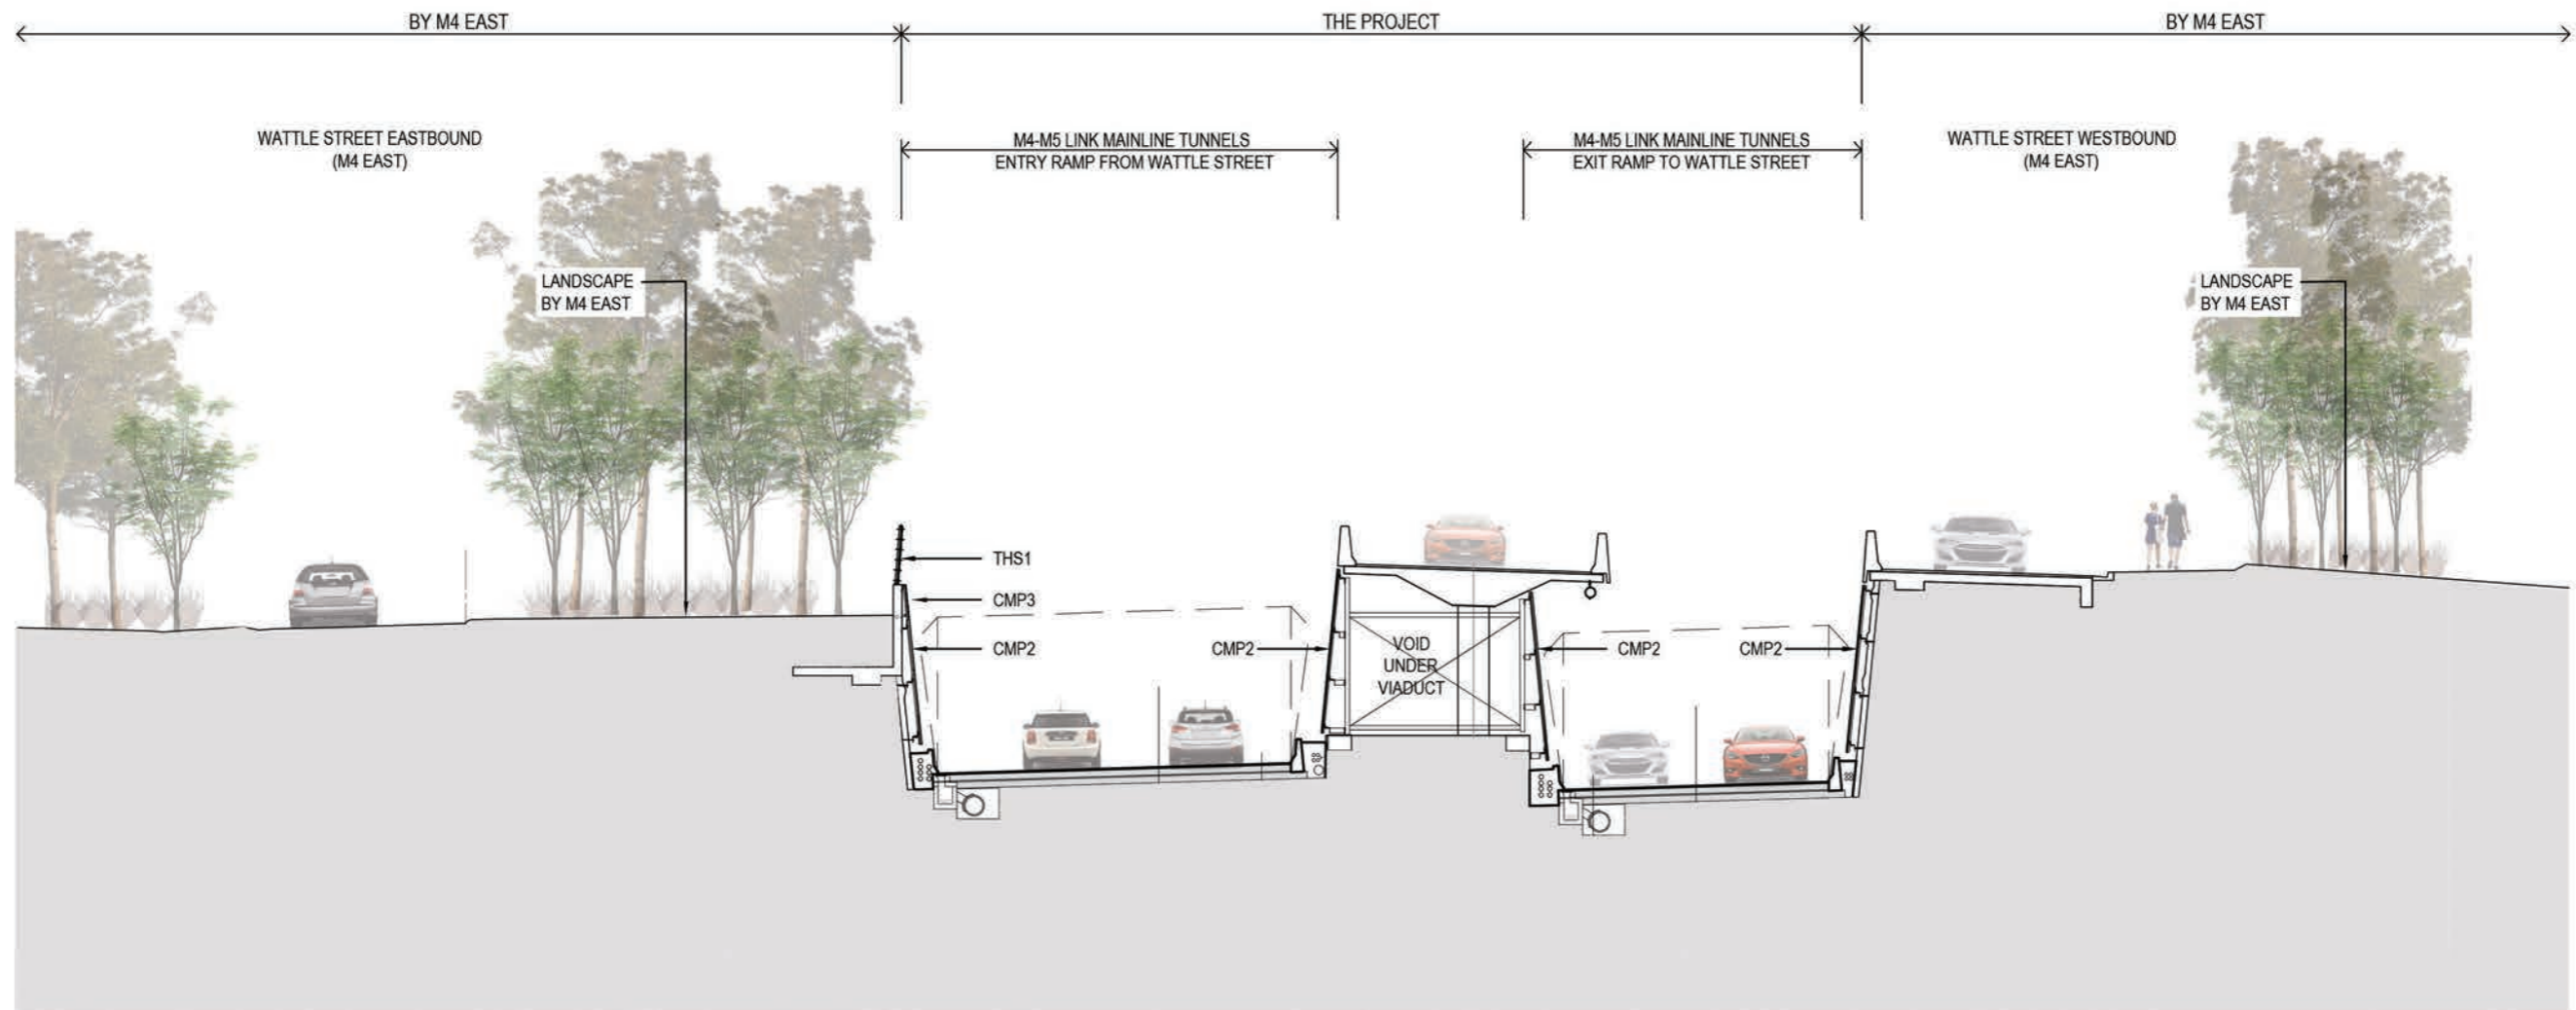 BY M4 EAST
THE PROJECT
BY M4 EAST
WATTLE STREET EASTBOUND
(M4 EAST)
M4-M5 LINK MAINLINE TUNNELS
ENTRY RAMP FROM WATTLE STREET
M4-M5 LINK MAINLINE TUNNELS
EXIT RAMP TO WATTLE STREET
WATTLE STREET WESTBOUND
(M4 EAST)
LANDSCAPE
BY M4 EAST
LANDSCAPE
BY M4 EAST
THS1
CMP3
CMP2
CMP2
VOID
UNDER
VIADUCT
CMP2
CMP2